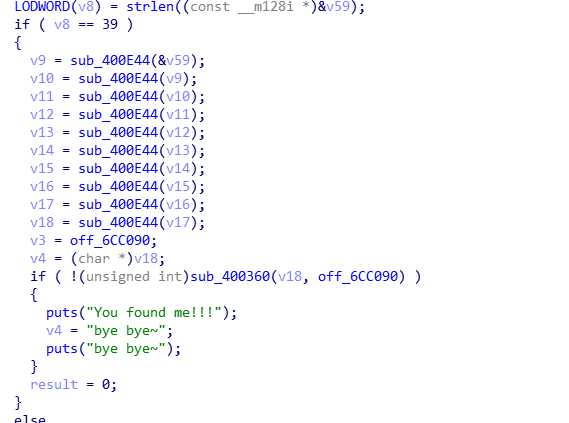 LODWORD(v8) = strlen((const __m128i *)&v59);
if ( v8 == 39 )
{
v9 = sub_400E44(&v59);
v10 = sub_400E44(v9);
v11 = sub_400E44(v10);
v12 = sub_400E44(v11);
v13 = sub_400E44(v12);
v14 = sub_400E44(v13);
v15 = sub_400E44(v14);
v16 = sub_400E44(v15);
v17 = sub_400E44(v16);
v18 = sub_400E44(v17);
v3 = off_6CC090;
v4 = (char *)v18;
if ( !(unsigned int)sub_400360(v18, off_6CC090) )
{
puts("You found me!!!");
v4 = "bye bye~";
puts("bye bye~");
}
result = 0;
}
else